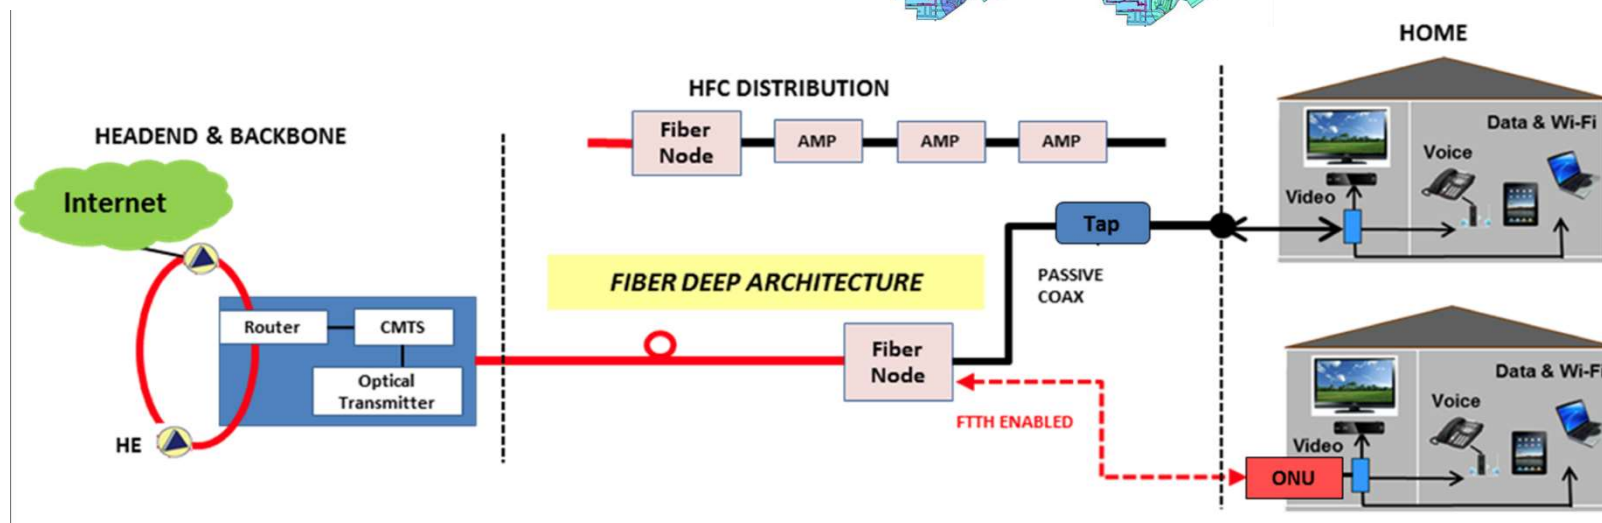 HOME
HFC DISTRIBUTION
HEADEND & BACKBONE
Fiber
Node
AMP
AMP
AMP
Data & Wi-Fi
Voice
Video
Internet
Tap
FIBER DEEP ARCHITECTURE
PASSIVE
COAX
Router
CMTS
Optical
Transmitter
Fiber
Node
FTTH ENABLED
HE
Data & Wi-Fi
Voice
Video
ONU